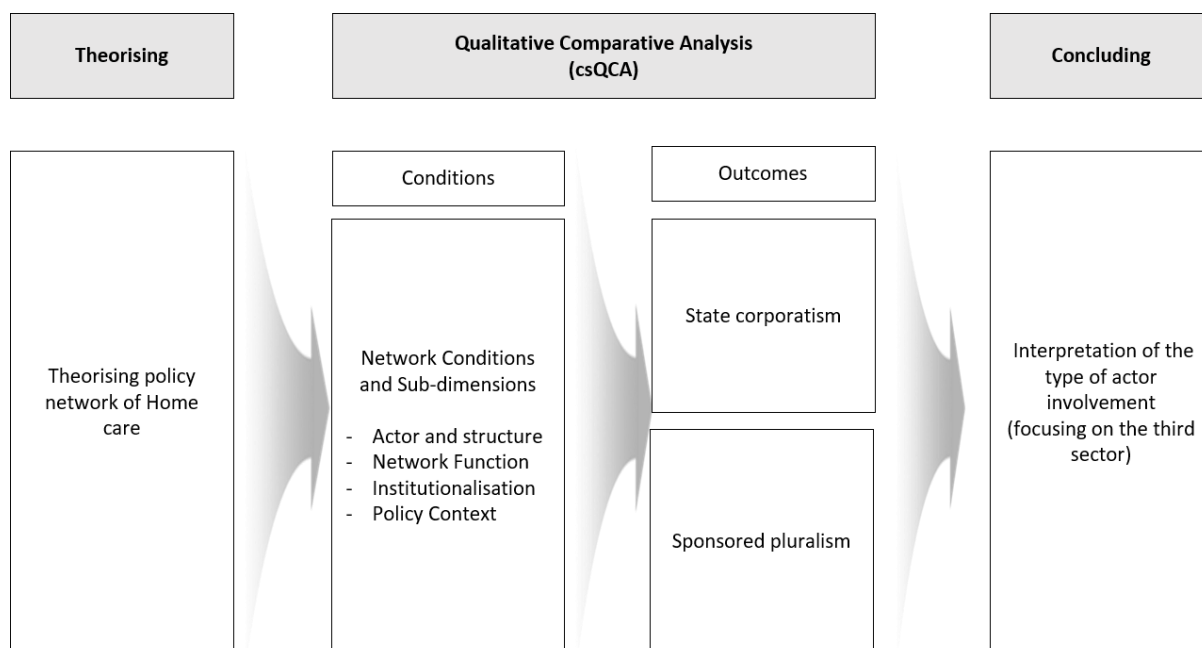 Theorising
Qualitative Comparative Analysis
(csQCA)
Concluding
Theorising policy
network of Home
care
Conditions
Network Conditions
and Sub-dimensions
- Actor and structure
- Network Function
- Institutionalisation
- Policy Context
Outcomes
State corporatism
Sponsored pluralism
Interpretation of the
type of actor
involvement
(focusing on the third
sector)